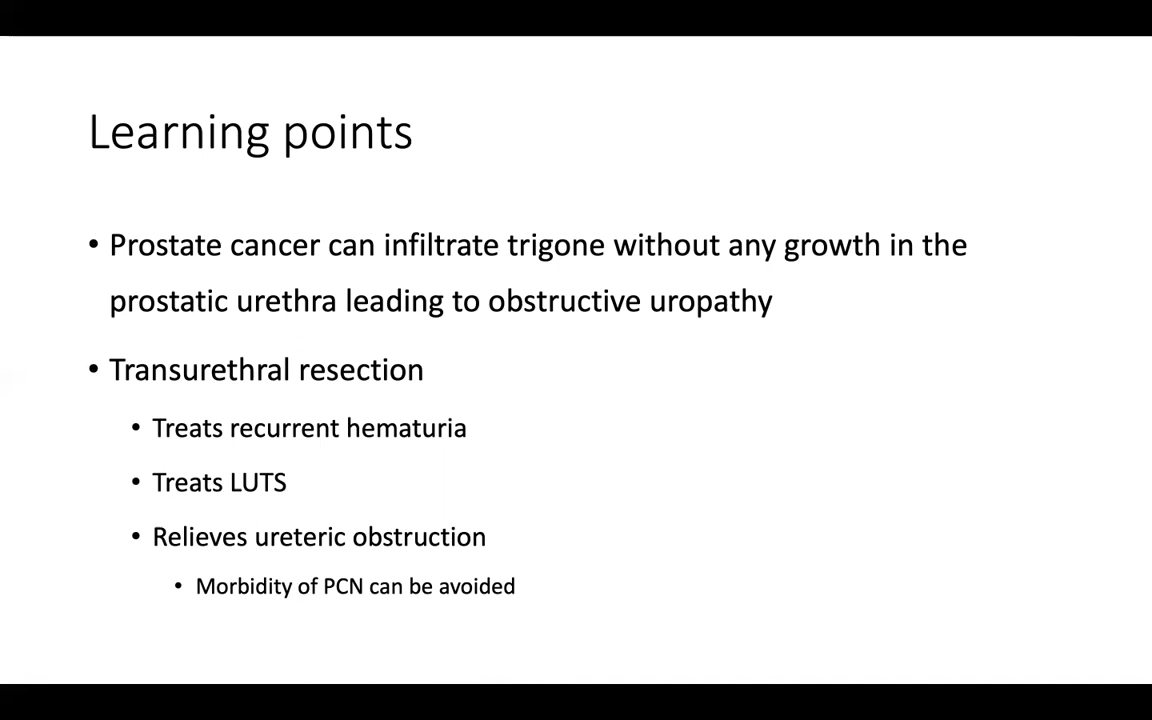 Learning points
• Prostate cancer can infiltrate trigone without any growth in the
prostatic urethra leading to obstructive uropathy
• Transurethral resection
• Treats recurrent hematuria
• Treats LUTS
• Relieves ureteric obstruction
• Morbidity of PCN can be avoided